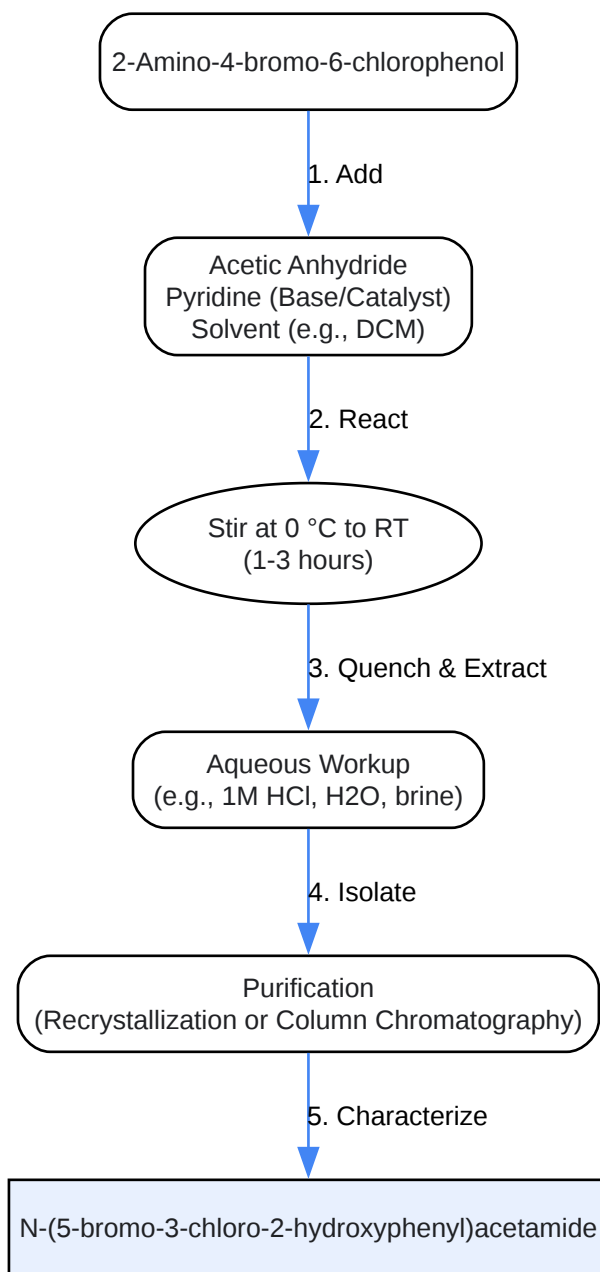 2-Amino-4-bromo-6-chlorophenol
1. Add
Acetic Anhydride
Pyridine (Base/Catalyst)
Solvent (e.g., DCM)
2. React
Stir at 0 °C to RT
(1-3 hours)
3. Quench & Extract
Aqueous Workup
(e.g., 1M HCl, H2O, brine)
4. Isolate
Purification
(Recrystallization or Column Chromatography)
5. Characterize
N-(5-bromo-3-chloro-2-hydroxyphenyl)acetamide